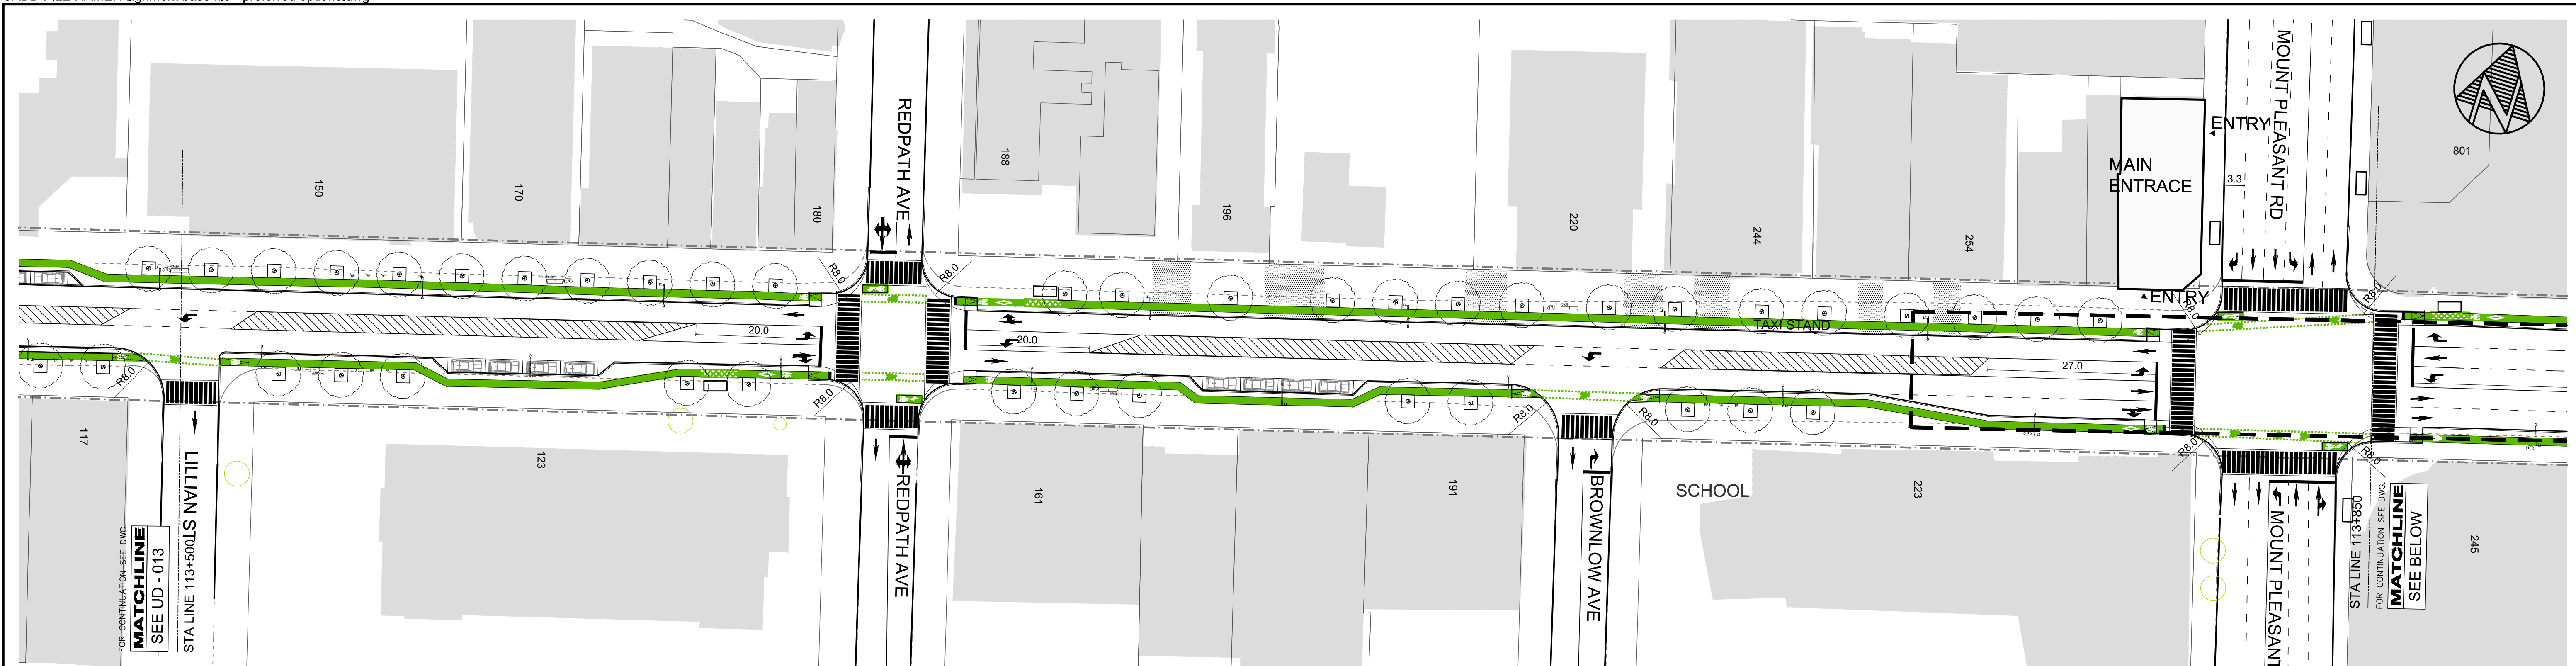 REDPATH AVE
MOUNT PLEASANT RD
ENTRY
MAIN
ENTRACE
3.3
801
150
170
180
188
196
220
244
254
ENTRY
R8.0
R8.0
R8.0
R8.0
TAXI STAND
20.0
20.0
27.0
R8.0
R8.0
R8.0
R8.0
R8.0
R8.0
117
123
161
191
SCHOOL
223
245
FOR CONTINUATION SEE DWG.
MATCHLINE
SEE UD - 013
STA LINE 113+500
LILLIAN ST
REDPATH AVE
BROWNLOW AVE
MOUNT PLEASANT
STA LINE 113+850
FOR CONTINUATION SEE DWG.
MATCHLINE
SEE BELOW